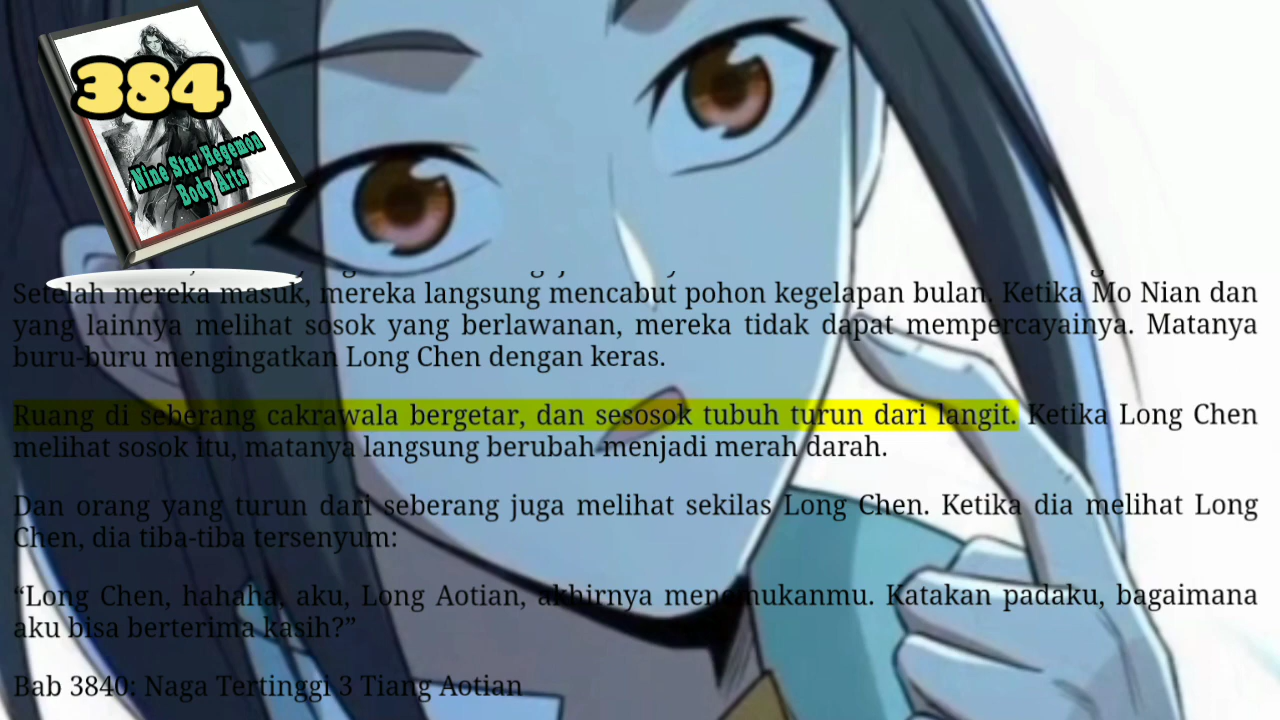 384
Nine Star Hegemon
Body Arts
Setelah mereka masuk, mereka langsung mencabut pohon kegelapan bulan. Ketika Mo Nian dan
yang lainnya melihat sosok yang berlawanan, mereka tidak dapat mempercayainya. Matanya
buru-buru mengingatkan Long Chen dengan keras.
Ruang di seberang cakrawala bergetar, dan sesosok tubuh turun dari langit. Ketika Long Chen
melihat sosok itu, matanya langsung berubah menjadi merah darah.
Dan orang yang turun dari seberang juga melihat sekilas Long Chen. Ketika dia melihat Long
Chen, dia tiba-tiba tersenyum:
“Long Chen, hahaha, aku, Long Aotian, akhirnya menemukanmu. Katakan padaku, bagaimana
aku bisa berterima kasih?”
Bab 3840: Naga Tertinggi 3 Tiang Aotian